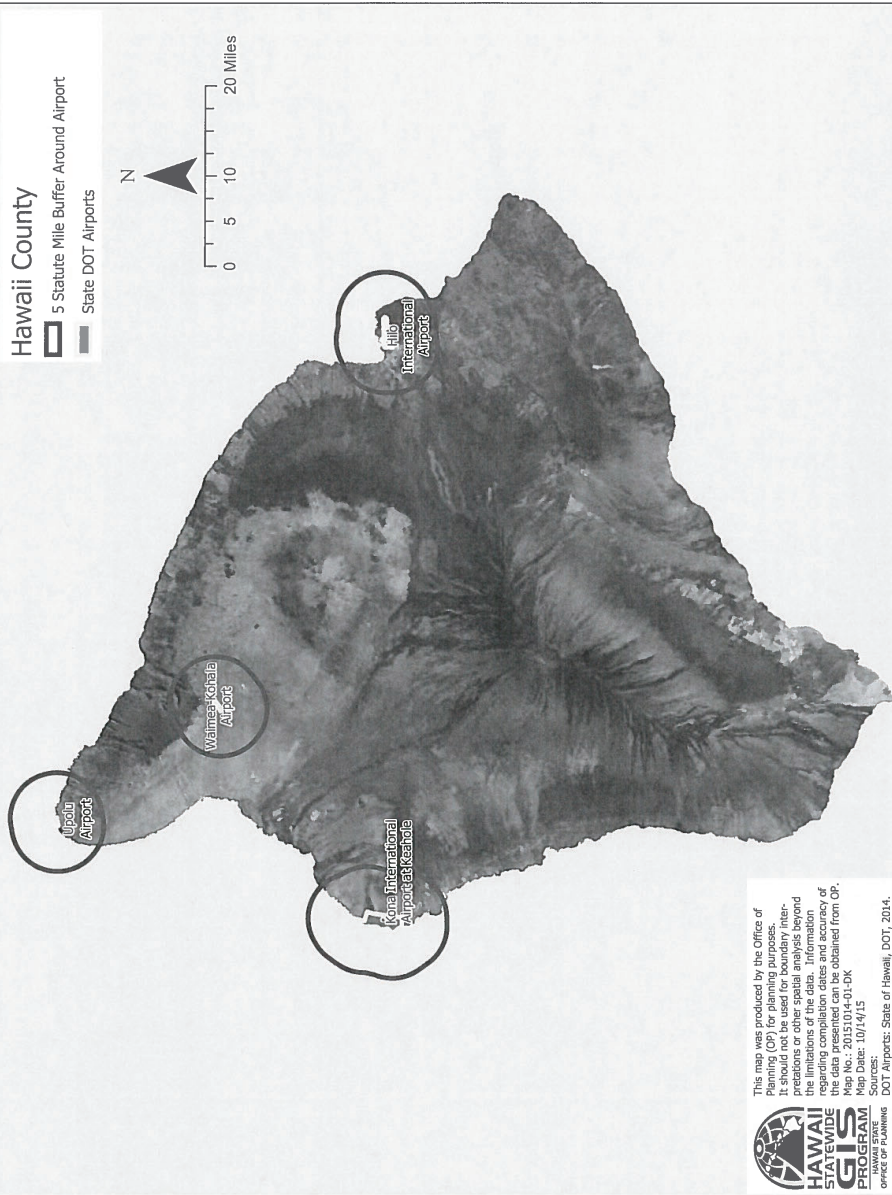 Hawaii County
5 Statute Mile Buffer Around Airport
State DOT Airports
N
0 5 10 20 Miles
Upolu
Airport
Waimea-Kohala
Airport
Kona International
Airport at Keahole
Hilo
International
Airport
HAWAII
STATEWIDE
GIS
PROGRAM
HAWAII STATE
OFFICE OF PLANNING
This map was produced by the Office of
Planning (OP) for planning purposes.
It should not be used for boundary inter-
pretations or other spatial analysis beyond
the limitations of the data. Information
regarding compilation dates and accuracy of
the data presented can be obtained from OP.
Map No.: 20151014-01-DK
Map Date: 10/14/15
Sources:
DOT Airports: State of Hawaii, DOT, 2014.